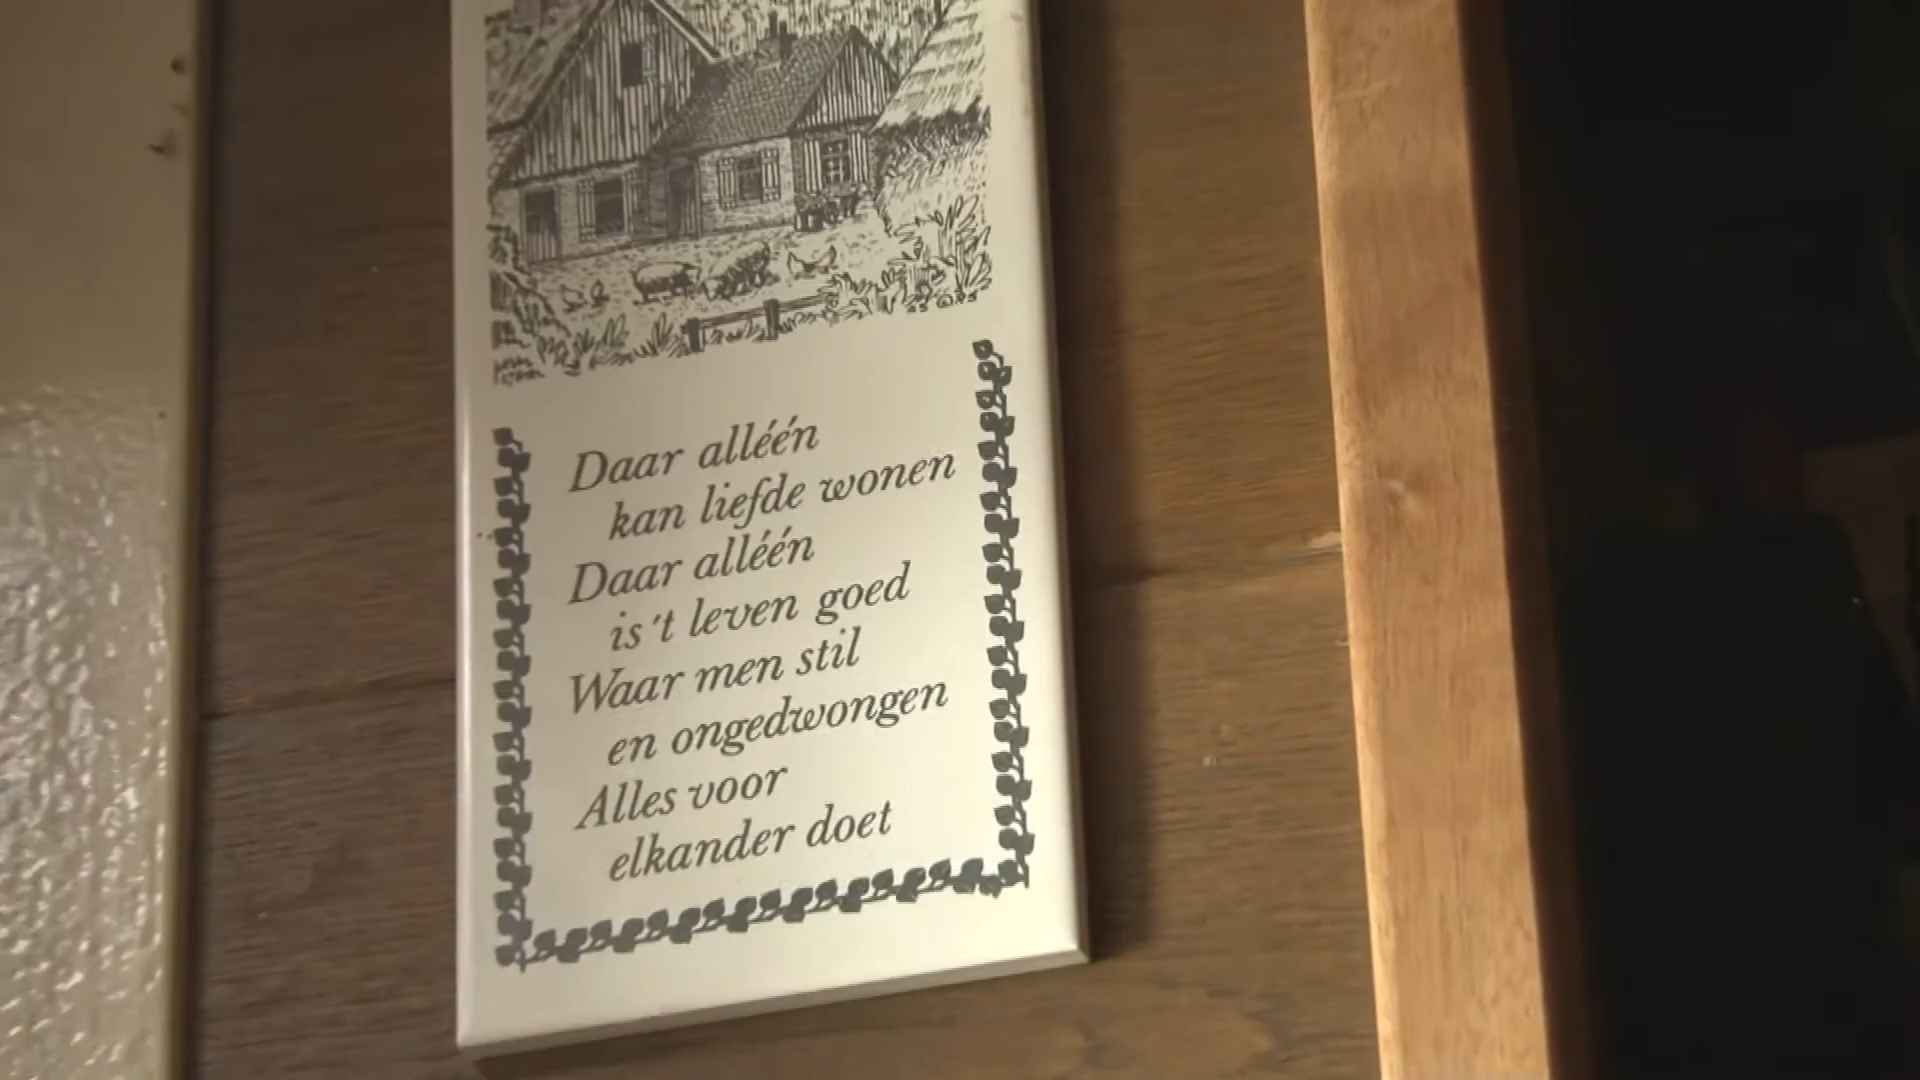 Daar alléén
kan liefde wonen
Daar alléén
is 't leven goed
Waar men stil
en ongedwongen
Alles voor
elkander doet